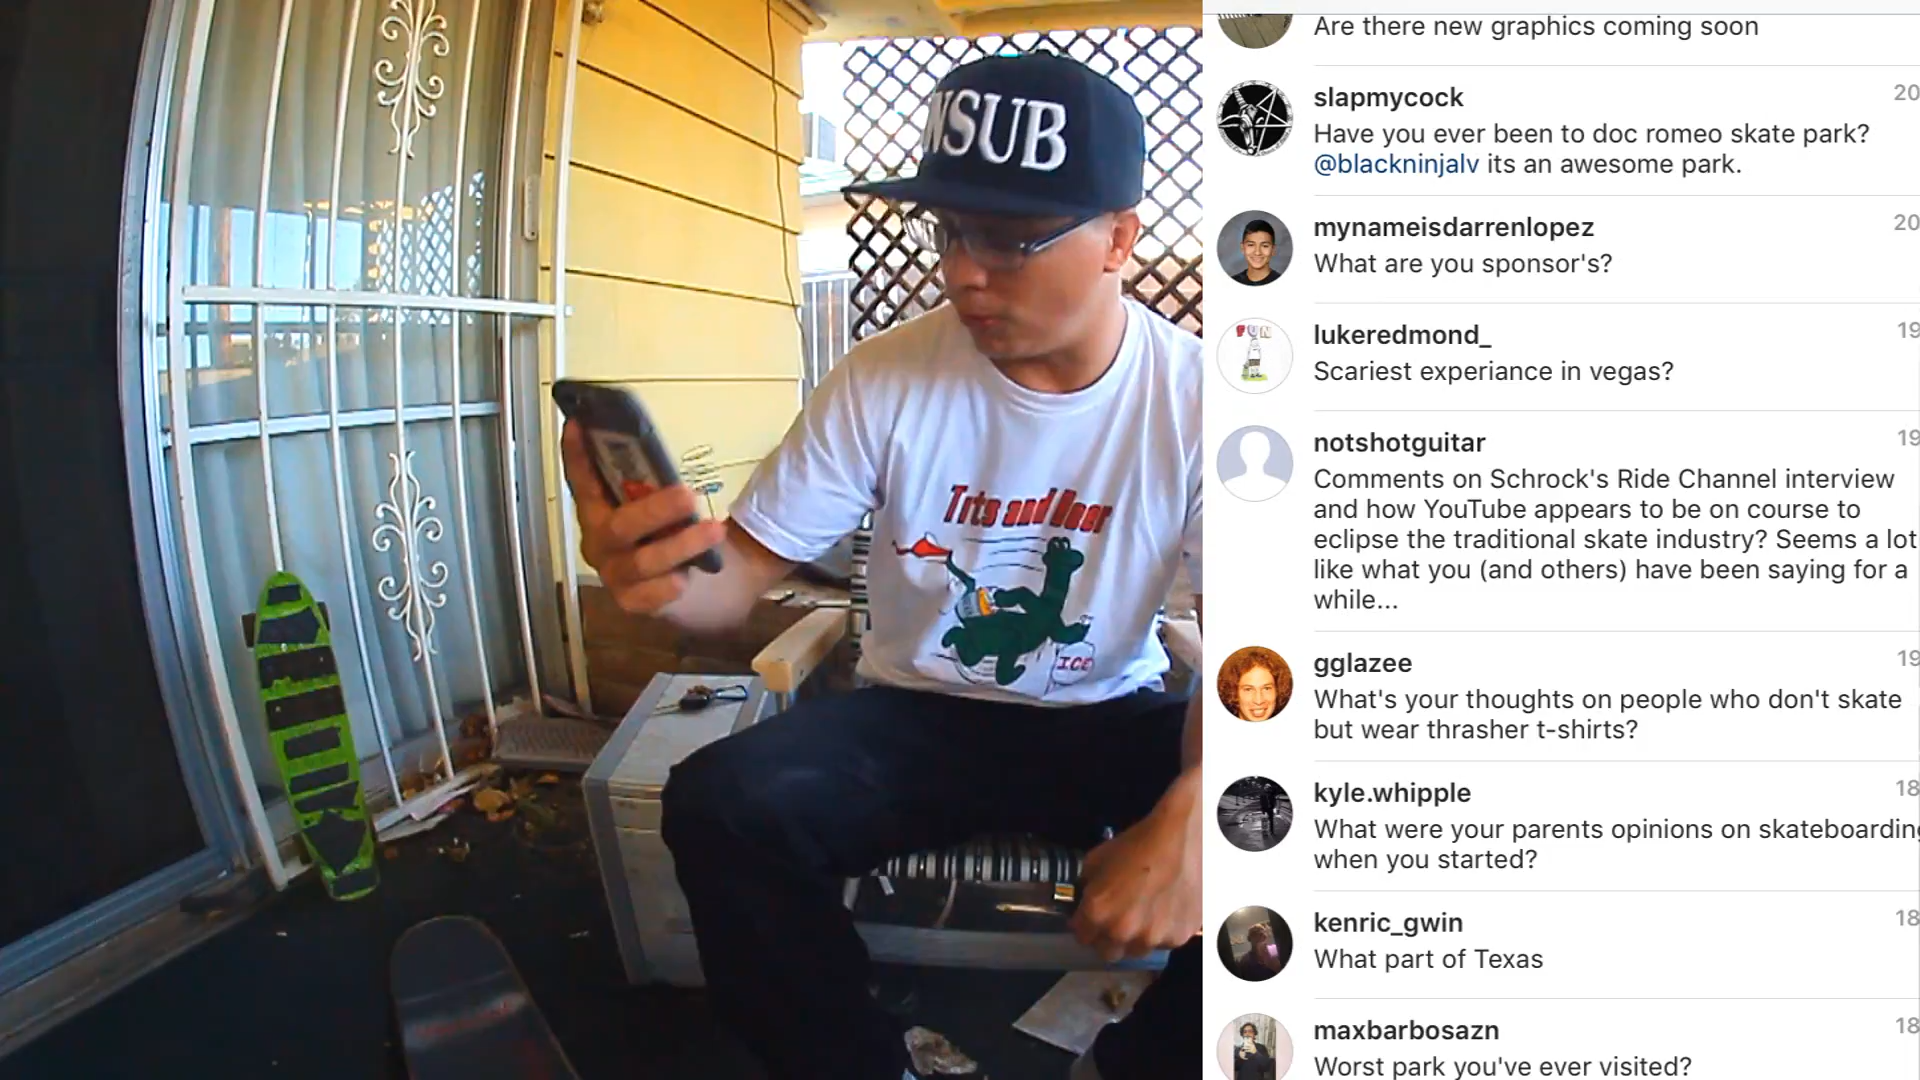 NSUB
Tits and Beer
ICE
Are there new graphics coming soon
slapmycock 20
Have you ever been to doc romeo skate park?
@blackninjalv its an awesome park.
mynameisdarrenlopez 20
What are you sponsor's?
FUN
lukeredmond_ 19
Scariest experiance in vegas?
notshotguitar 19
Comments on Schrock's Ride Channel interview
and how YouTube appears to be on course to
eclipse the traditional skate industry? Seems a lot
like what you (and others) have been saying for a
while...
gglazee 19
What's your thoughts on people who don't skate
but wear thrasher t-shirts?
kyle.whipple 18
What were your parents opinions on skateboarding
when you started?
kenric_gwin 18
What part of Texas
maxbarbosazn 18
Worst park you've ever visited?